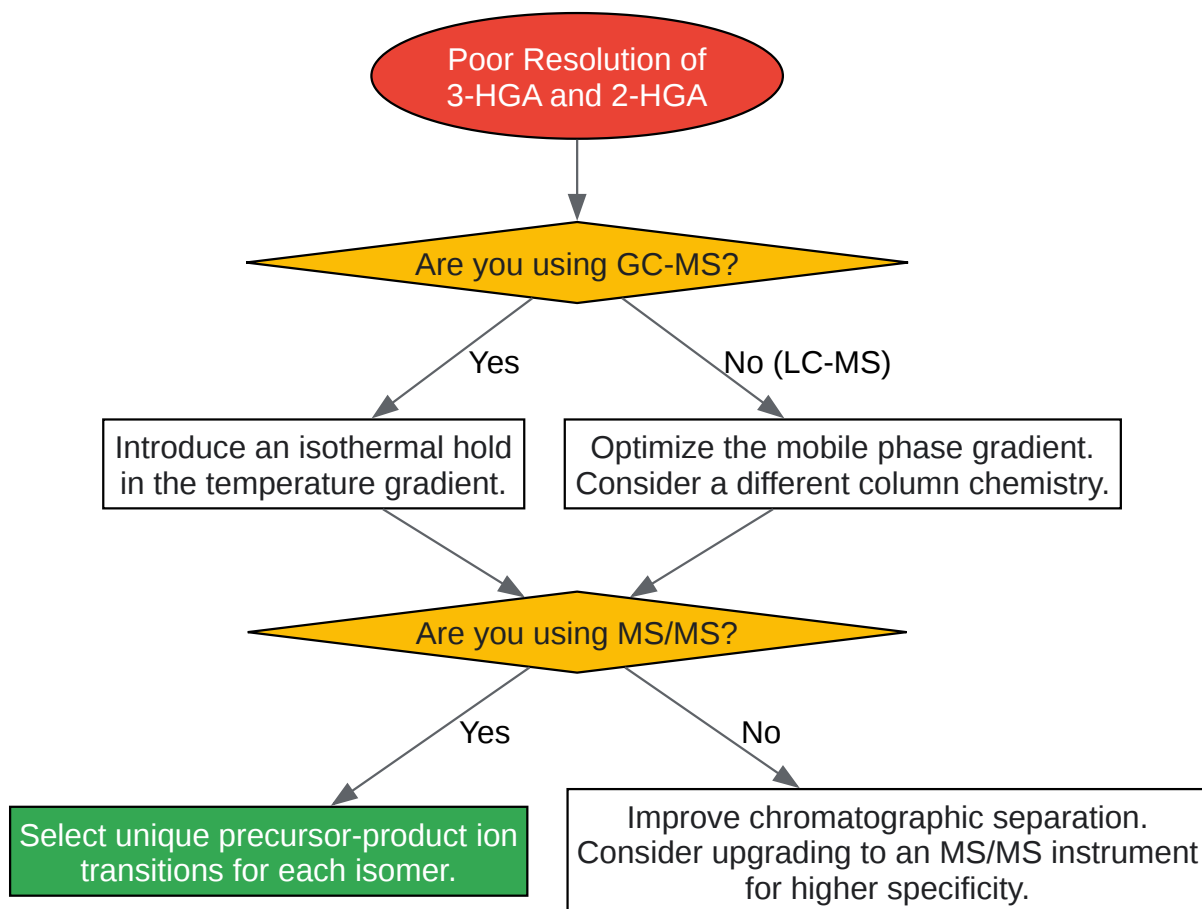 Poor Resolution of
3-HGA and 2-HGA
Are you using GC-MS?
Yes
No (LC-MS)
Introduce an isothermal hold
in the temperature gradient.
Optimize the mobile phase gradient.
Consider a different column chemistry.
Are you using MS/MS?
Yes
No
Select unique precursor-product ion
transitions for each isomer.
Improve chromatographic separation.
Consider upgrading to an MS/MS instrument
for higher specificity.